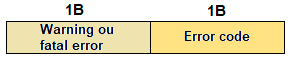 1B 1B
Warning ou
fatal error
Error code